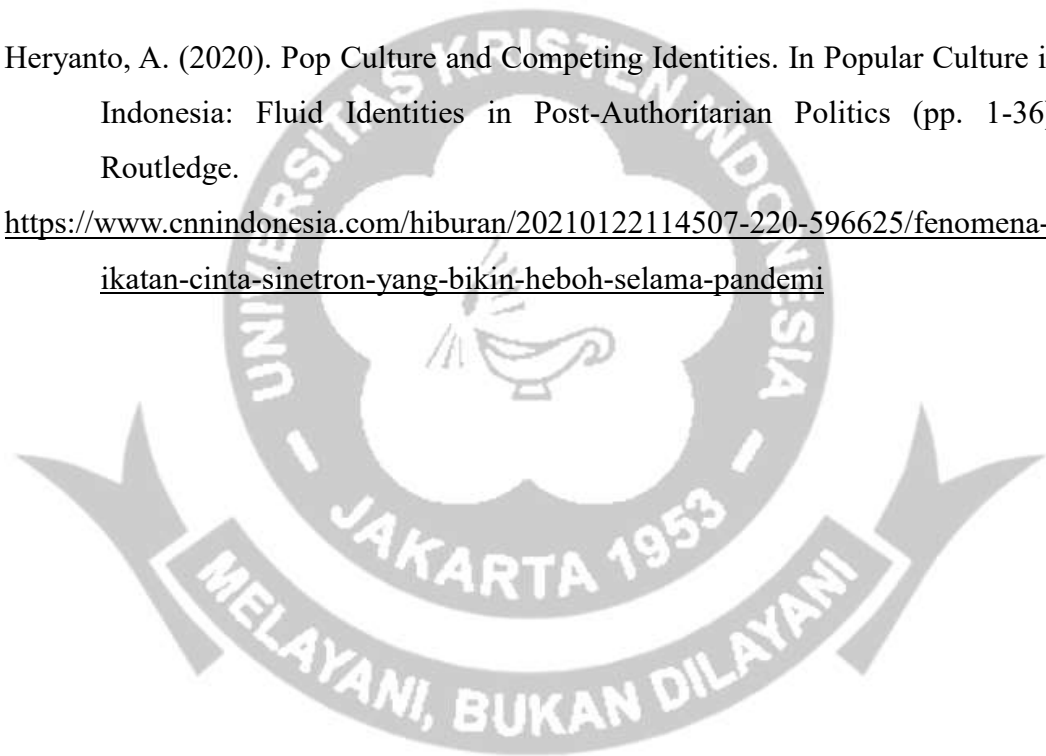 Heryanto, A. (2020). Pop Culture and Competing Identities. In Popular Culture i
Indonesia: Fluid Identities in Post-Authoritarian Politics (pp. 1-36)
Routledge.
https://www.cnnindonesia.com/hiburan/20210122114507-220-596625/fenomena-
ikatan-cinta-sinetron-yang-bikin-heboh-selama-pandemi
UNIVERSITAS KRISTEN INDONESIA
- JAKARTA 1953 -
MELAYANI, BUKAN DILAYANI